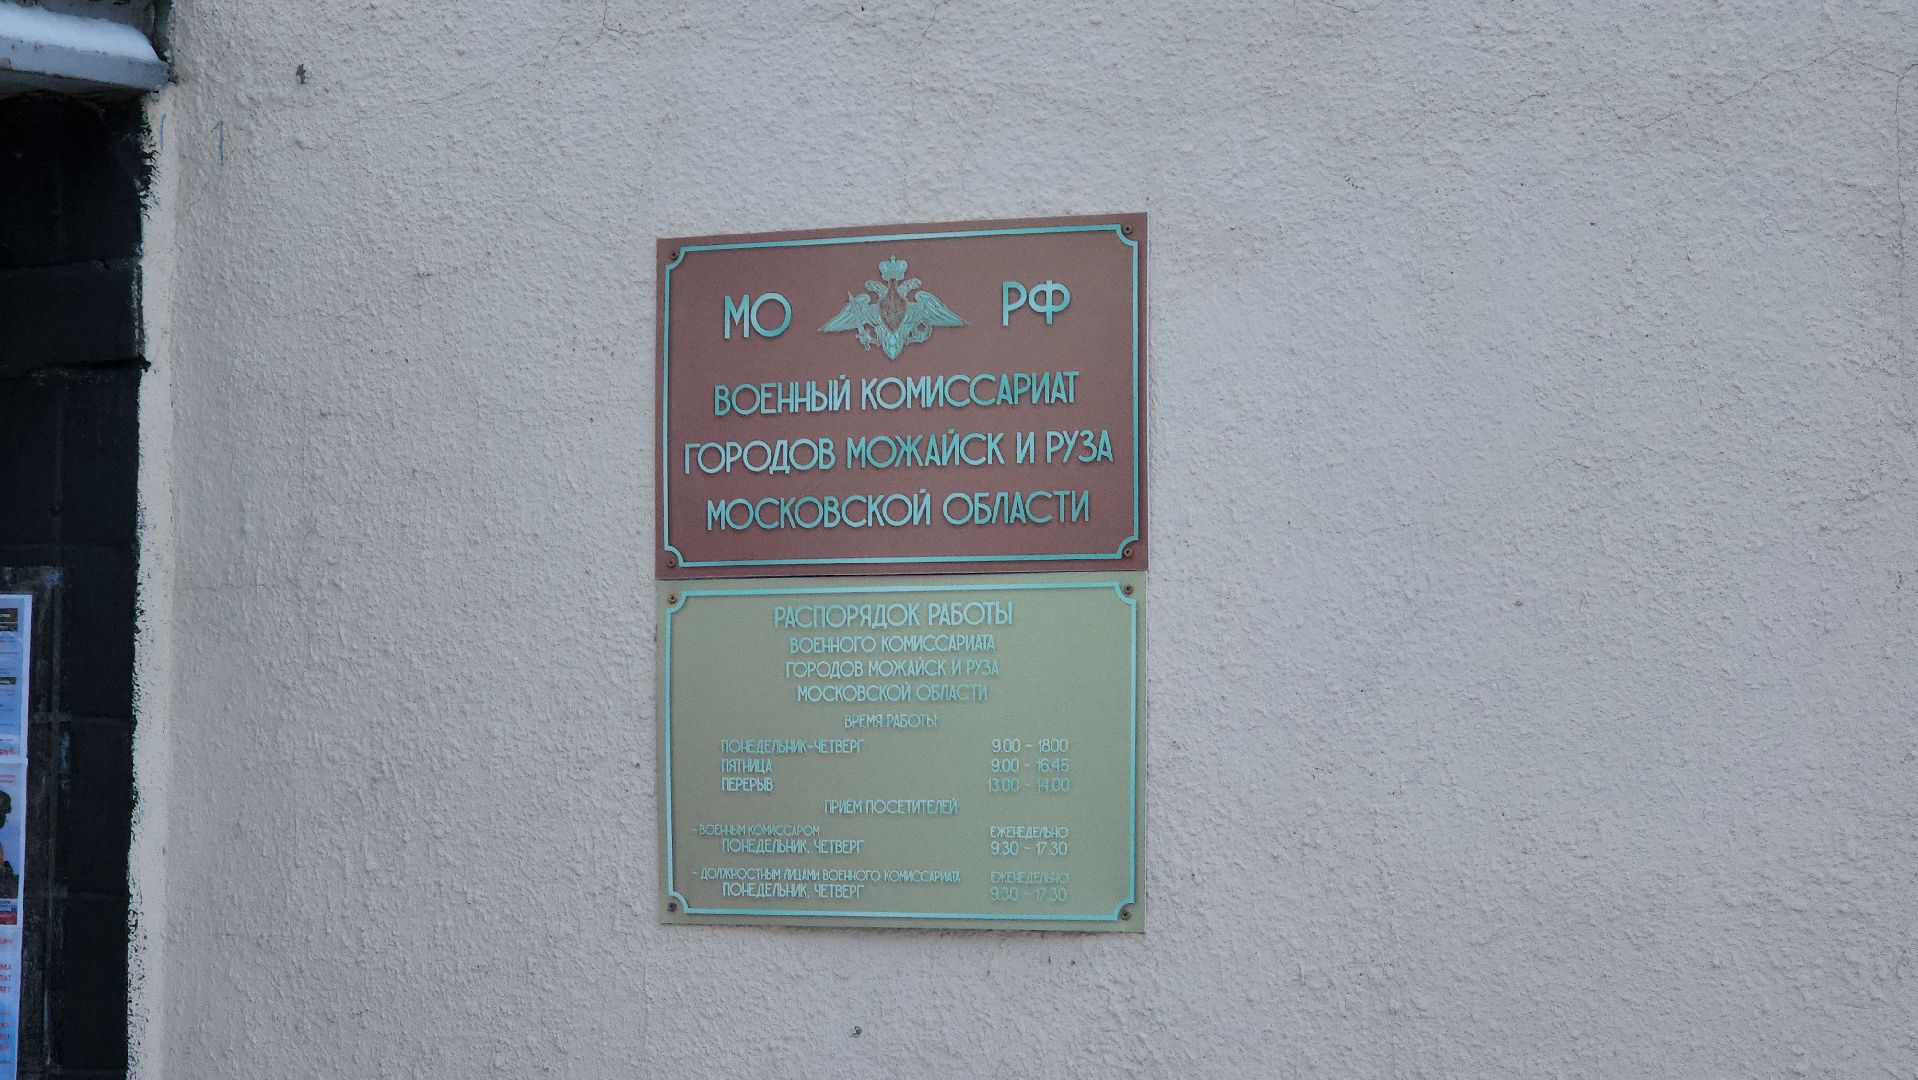 МО РФ
ВОЕННЫЙ КОМИССАРИАТ
ГОРОДОВ МОЖАЙСК И РУЗА
МОСКОВСКОЙ ОБЛАСТИ
РАСПОРЯДОК РАБОТЫ
ВОЕННОГО КОМИССАРИАТА
ГОРОДОВ МОЖАЙСК И РУЗА
МОСКОВСКОЙ ОБЛАСТИ
ВРЕМЯ РАБОТЫ
ПОНЕДЕЛЬНИК-ЧЕТВЕРГ 9.00 - 18.00
ПЯТНИЦА 9.00 - 16.45
ПЕРЕРЫВ 13.00 - 14.00
ПРИЕМ ПОСЕТИТЕЛЕЙ
- ВОЕННЫМ КОМИССАРОМ ЕЖЕНЕДЕЛЬНО
ПОНЕДЕЛЬНИК, ЧЕТВЕРГ 9.30 - 17.30
- ДОЛЖНОСТНЫМ ЛИЦАМИ ВОЕННОГО КОМИССАРИАТА ЕЖЕНЕДЕЛЬНО
ПОНЕДЕЛЬНИК, ЧЕТВЕРГ 9.30 - 17.30